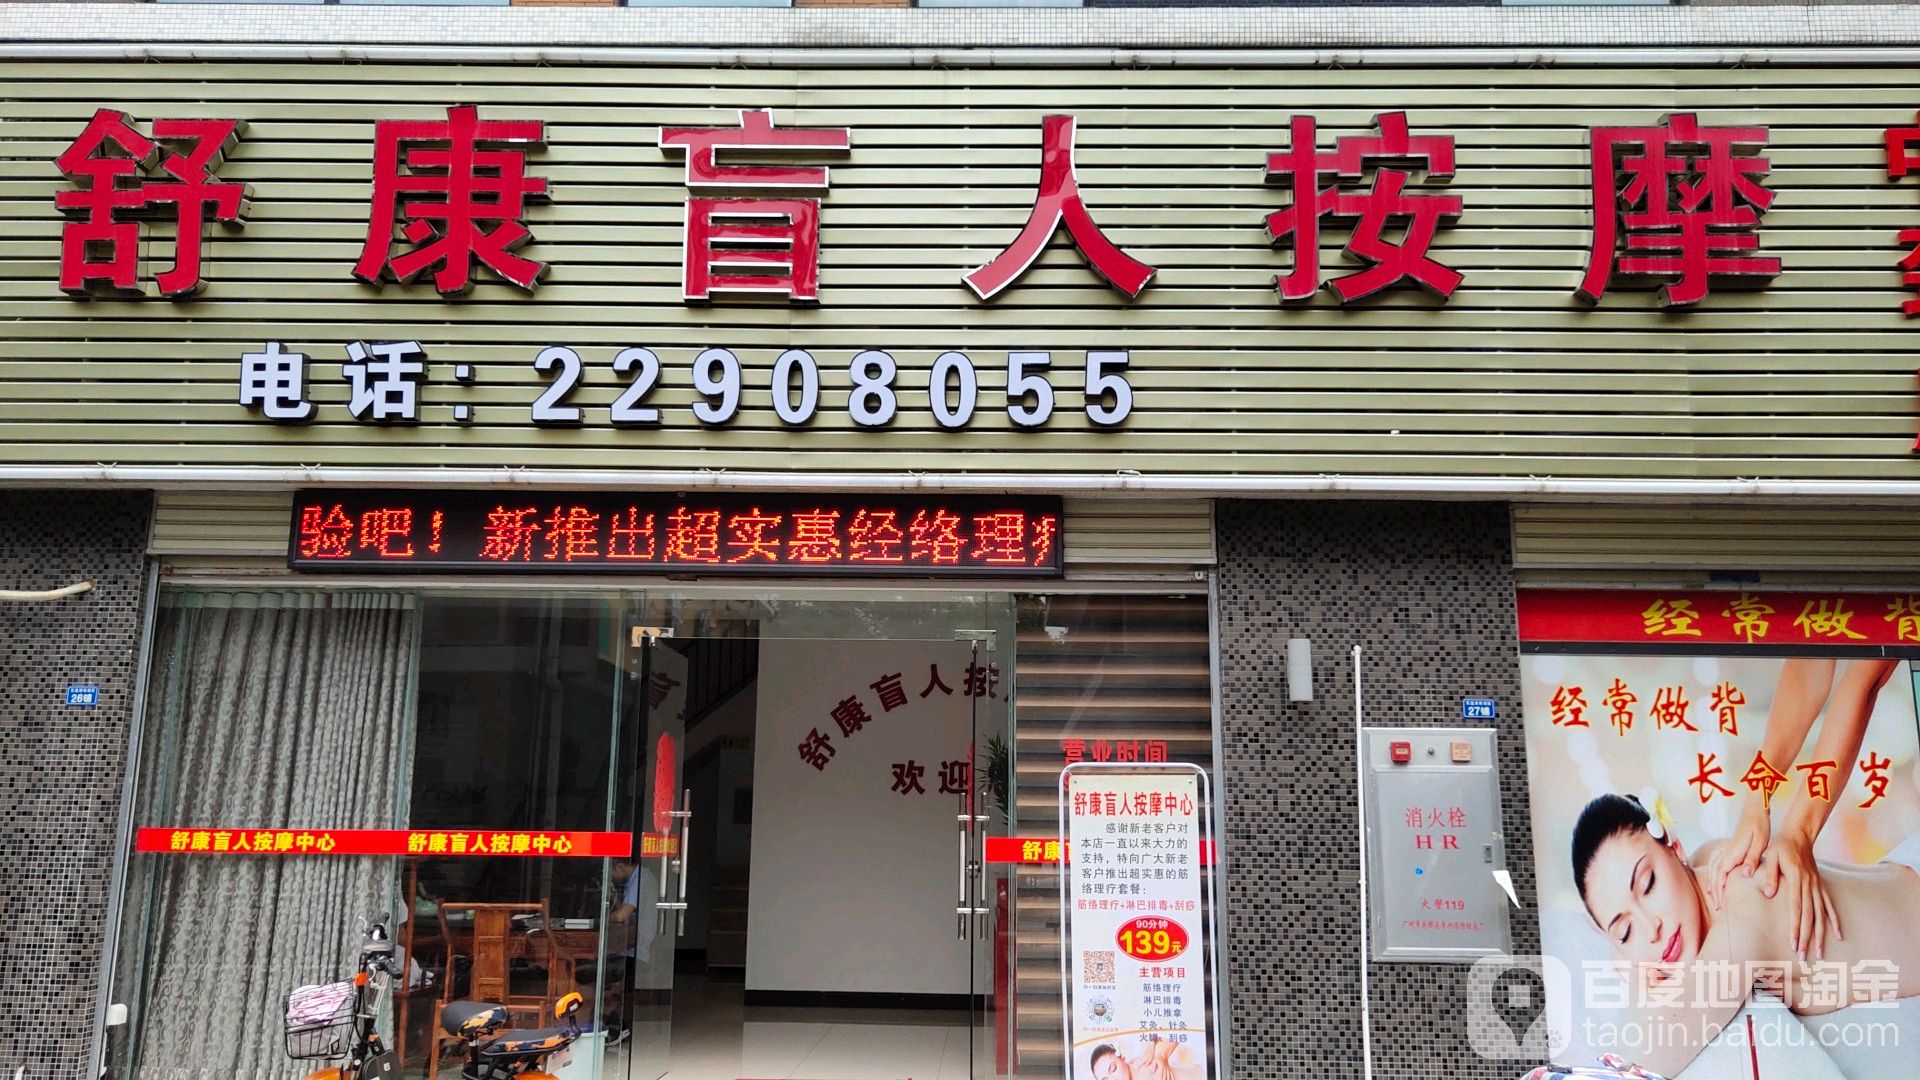 舒康盲人按摩
电话:22908055
验吧！新推出超实惠经络理
经常做背
26铺
27铺
舒康盲人按
欢迎
营业时间
经常做背
长命百岁
舒康盲人按摩中心
舒康盲人按摩中心
舒康
消火栓
HR
火警119
舒康盲人按摩中心
感谢新老客户对
本店一直以来大力的
支持，特向广大新老
客户推出超实惠的筋
络理疗套餐:
筋络理疗+淋巴排毒+刮痧
90分钟
139元
主营项目
筋络理疗
淋巴排毒
小儿推拿
艾灸、针灸
火罐、刮痧
百度地图淘金
taojin.baidu.com